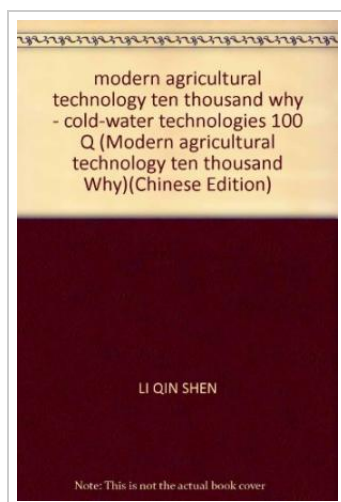 modern agricultural
technology ten thousand why
- cold-water technologies 100
Q (Modern agricultural
technology ten thousand
Why)(Chinese Edition)
LI QIN SHEN
Note: This is not the actual book cover